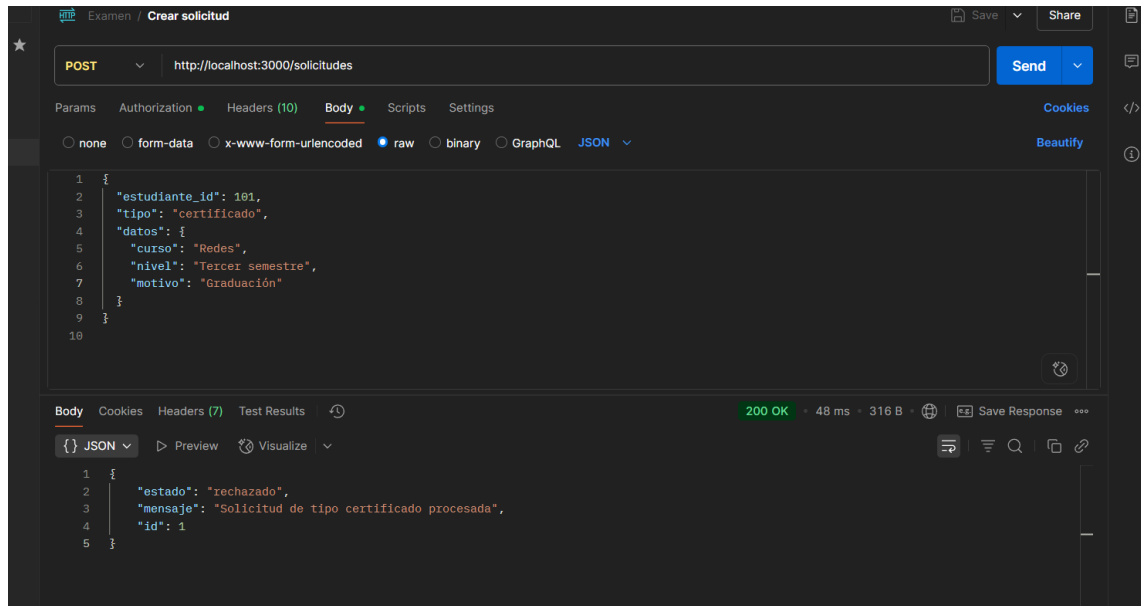 HTTP Examen / Crear solicitud Save Share
POST http://localhost:3000/solicitudes Send
Params Authorization Headers (10) Body Scripts Settings Cookies
none form-data x-www-form-urlencoded raw binary GraphQL JSON Beautify
1 {
2 "estudiante_id": 101,
3 "tipo": "certificado",
4 "datos": {
5 "curso": "Redes",
6 "nivel": "Tercer semestre",
7 "motivo": "Graduación"
8 }
9 }
10
Body Cookies Headers (7) Test Results 200 OK 48 ms 316 B e.g. Save Response
{} JSON Preview Visualize
1 {
2 "estado": "rechazado",
3 "mensaje": "Solicitud de tipo certificado procesada",
4 "id": 1
5 }